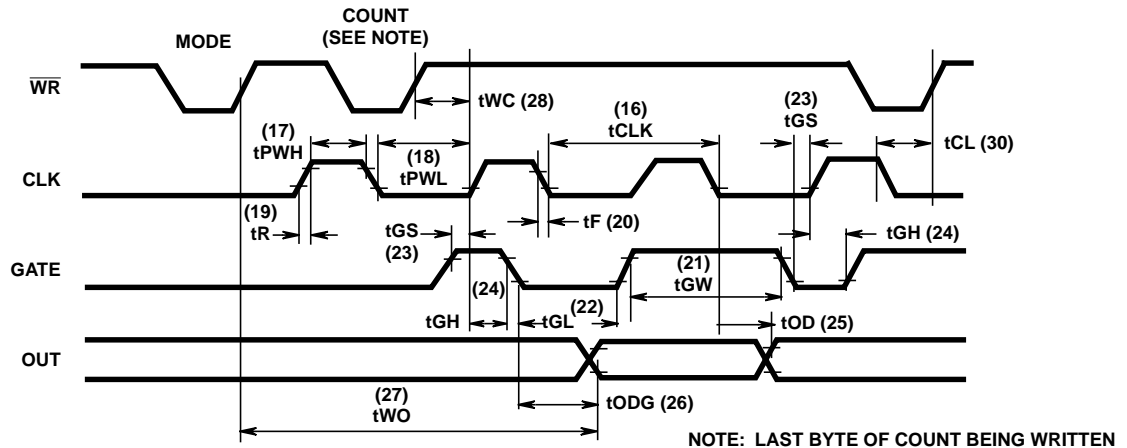 COUNT
(SEE NOTE)
MODE
WR
tWC (28)
(16)
tCLK
(23)
tGS
tCL (30)
(17)
tPWH
(18)
tPWL
CLK
(19)
tR
tF (20)
tGS
(23)
tGH (24)
GATE
(24)
tGH
(22)
tGL
(21)
tGW
tOD (25)
OUT
(27)
tWO
tODG (26)
NOTE: LAST BYTE OF COUNT BEING WRITTEN